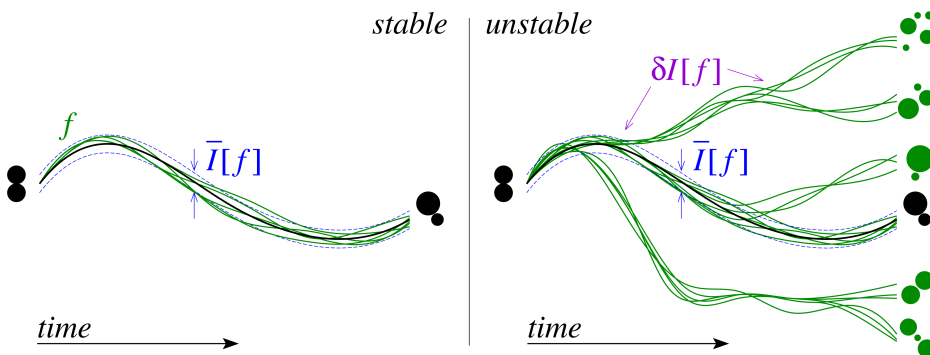 stable
unstable
f
Ī[f]
time
δI[f]
Ī[f]
time